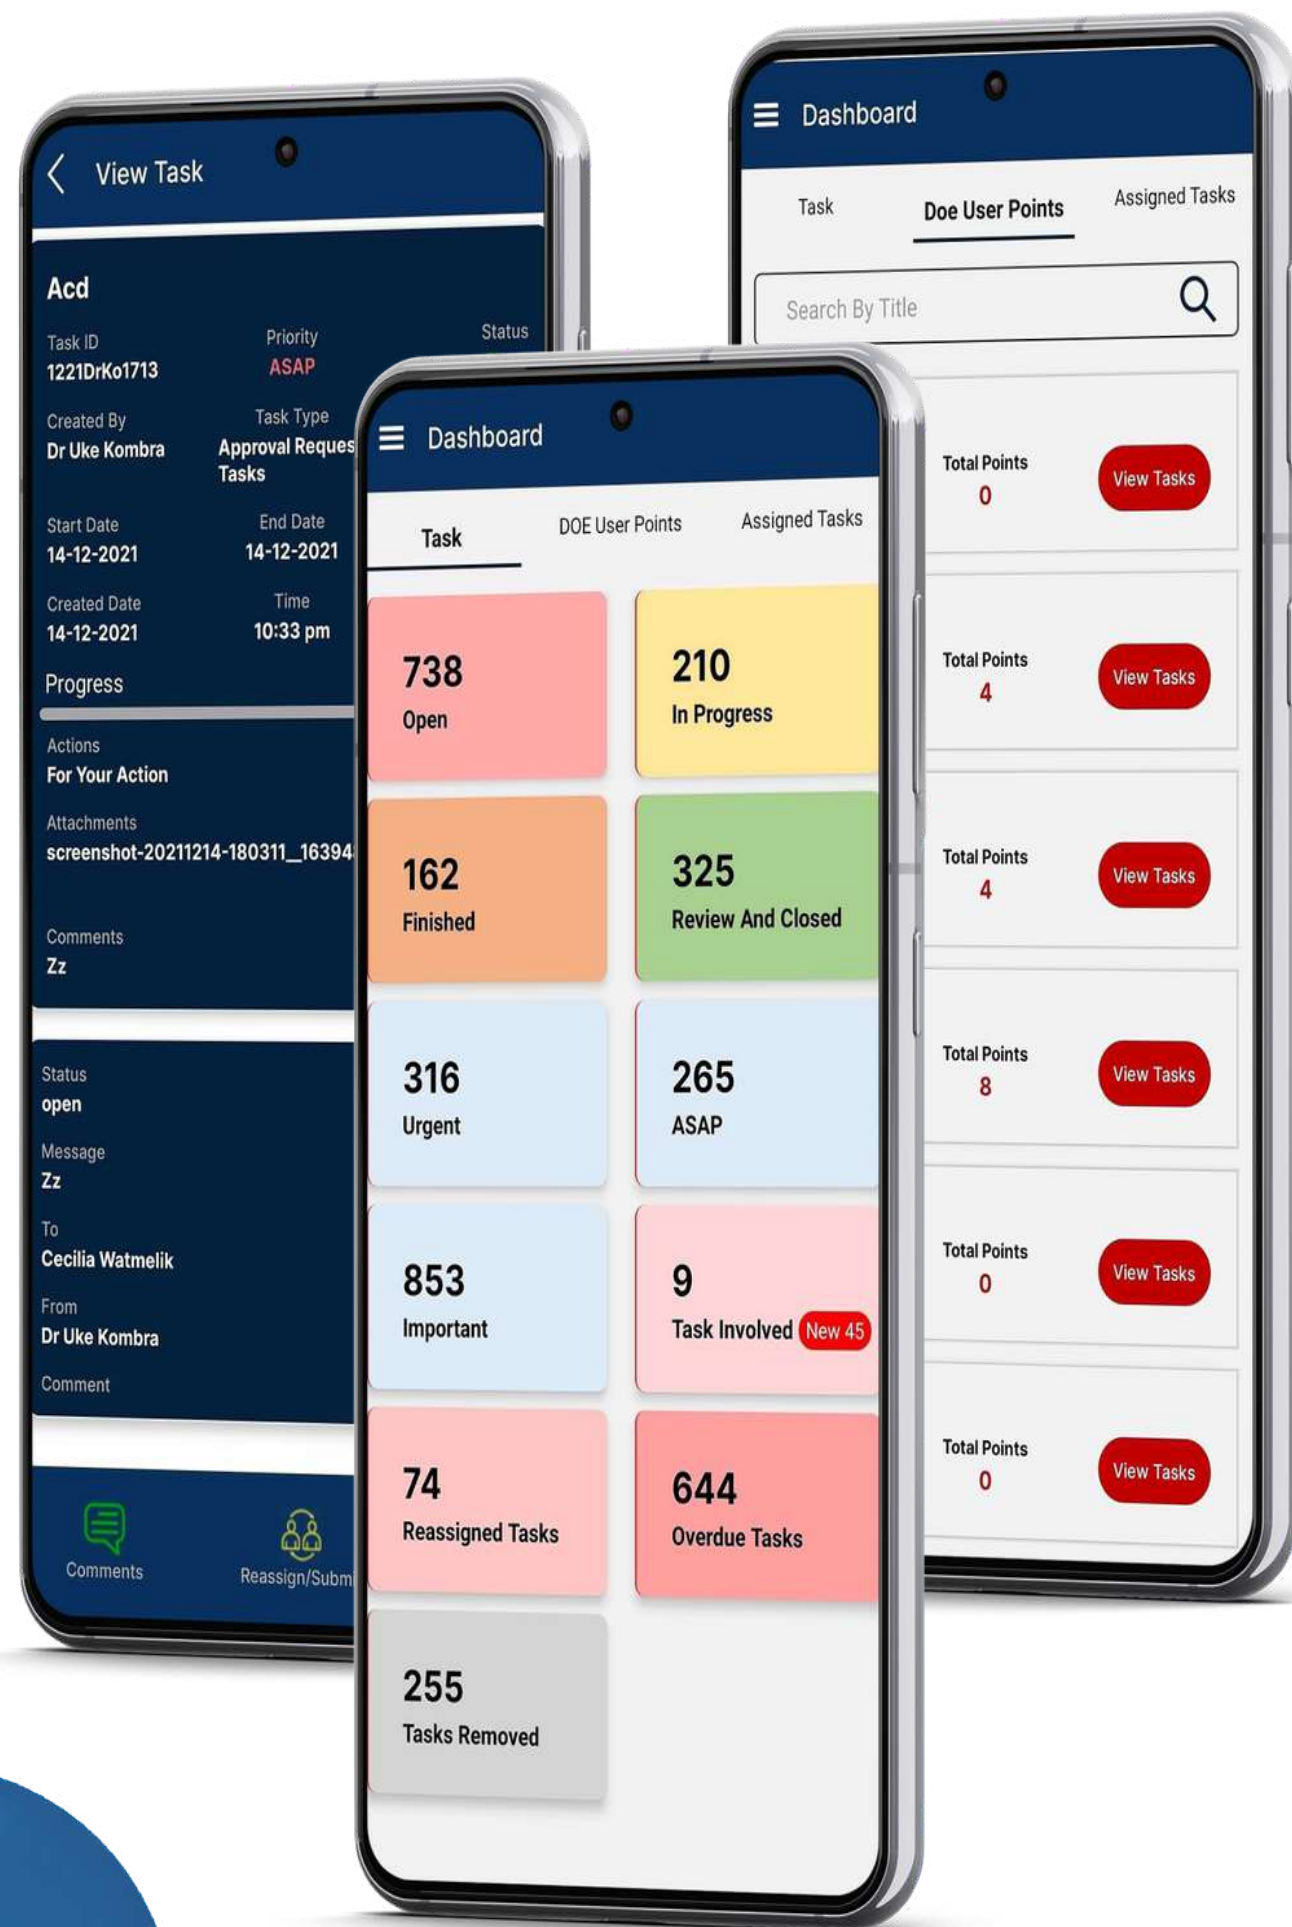 View Task
Acd
Task ID
Priority
Status
1221DrKo1713
ASAP
Created By
Task Type
Dr Uke Kombra
Approval Reques
Tasks
Start Date
End Date
14-12-2021
14-12-2021
Created Date
Time
14-12-2021
10:33 pm
Progress
Actions
For Your Action
Attachments
screenshot-20211214-180311__16394
Comments
Zz
Status
open
Message
Zz
To
Cecilia Watmelik
From
Dr Uke Kombra
Comment
Comments
Reassign/Subm
Dashboard
Task
DOE User Points
Assigned Tasks
738
Open
210
In Progress
162
Finished
325
Review And Closed
316
Urgent
265
ASAP
853
Important
9
Task Involved New 45
74
Reassigned Tasks
644
Overdue Tasks
255
Tasks Removed
Dashboard
Task
Doe User Points
Assigned Tasks
Search By Title
Total Points
0
View Tasks
Total Points
4
View Tasks
Total Points
4
View Tasks
Total Points
8
View Tasks
Total Points
0
View Tasks
Total Points
0
View Tasks